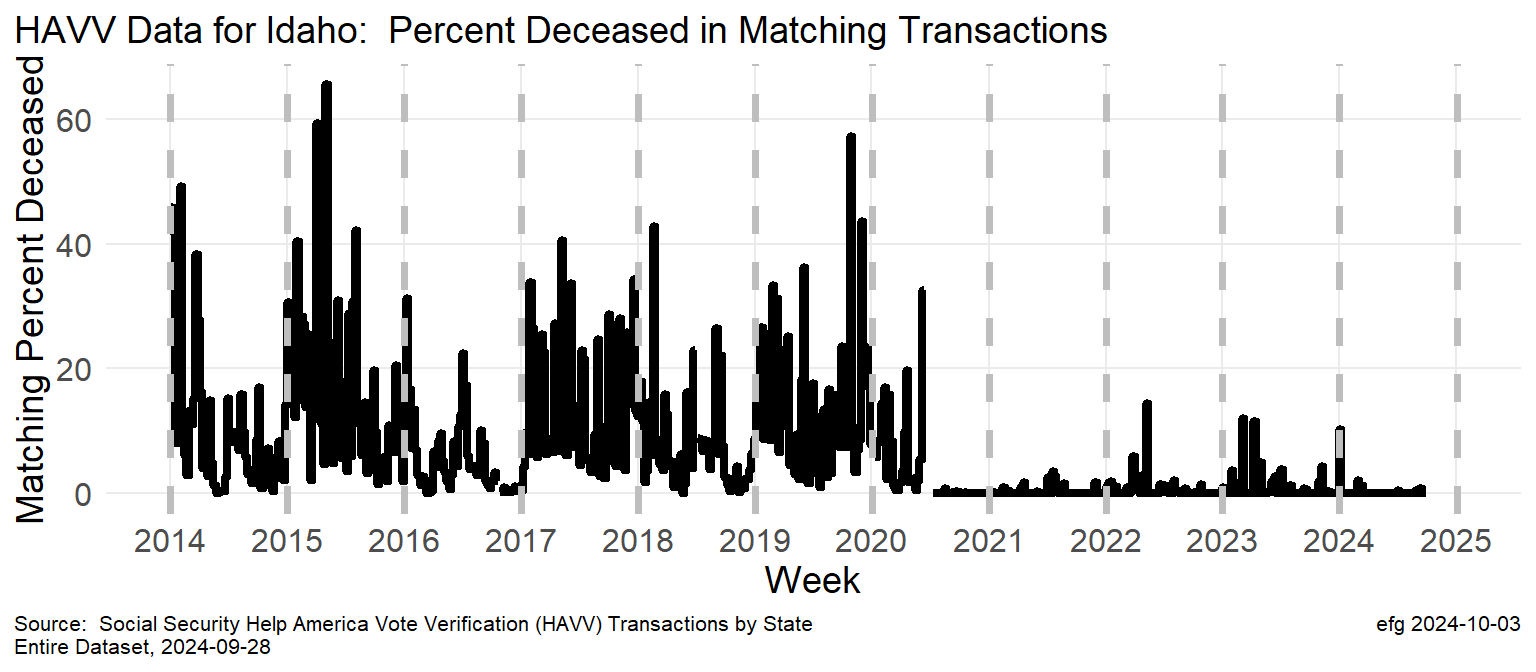 HAVV Data for Idaho:  Percent Deceased in Matching Transactions
Matching Percent Deceased
60
40
20
0
2014 2015 2016 2017 2018 2019 2020 2021 2022 2023 2024 2025
Week
Source:  Social Security Help America Vote Verification (HAVV) Transactions by State
Entire Dataset, 2024-09-28
efg 2024-10-03